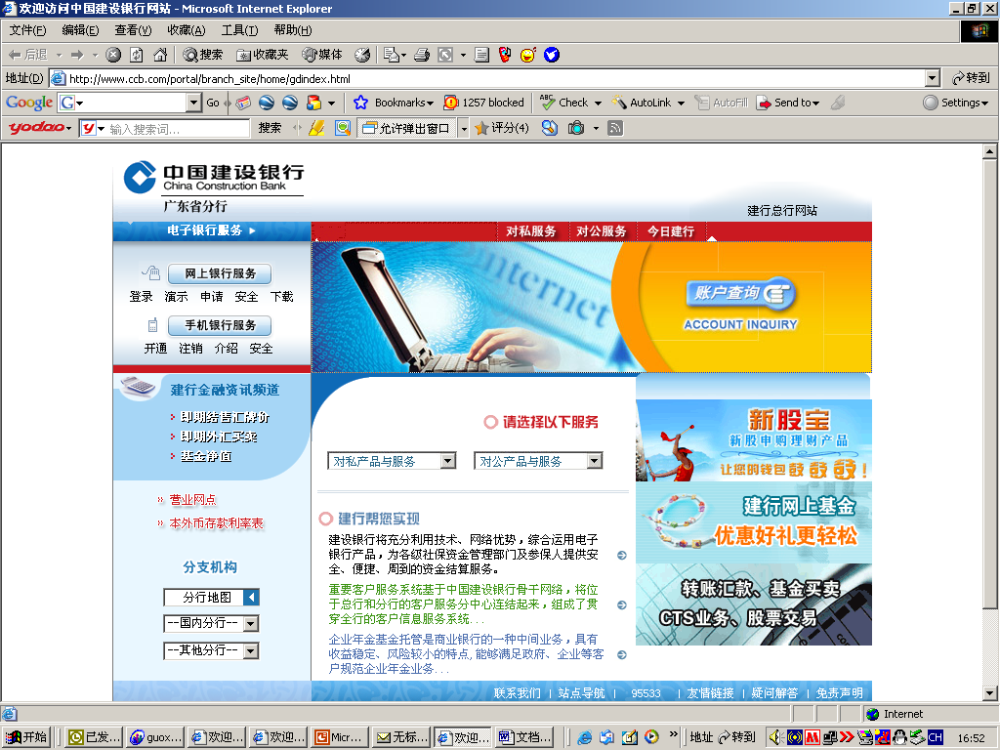 欢迎访问中国建设银行网站 - Microsoft Internet Explorer
文件(F) 编辑(E) 查看(V) 收藏(A) 工具(T) 帮助(H)
后退 搜索 收藏夹 媒体
地址(D) http://www.ccb.com/portal/branch_site/home/gdindex.html 转到
Google G Go Bookmarks 1257 blocked ABC Check AutoLink AutoFill Send to Settings
yodao y 输入搜索词... 搜索 允许弹出窗口 评分(4)
中国建设银行
China Construction Bank
广东省分行
建行总行网站
电子银行服务 对私服务 对公服务 今日建行
网上银行服务
登录 演示 申请 安全 下载
手机银行服务
开通 注销 介绍 安全
internet
账户查询
ACCOUNT INQUIRY
建行金融资讯频道
即期结售汇牌价
即期外汇买卖
基金净值
营业网点
本外币存款利率表
分支机构
分行地图
--国内分行--
--其他分行--
请选择以下服务
对私产品与服务 对公产品与服务
建行帮您实现
建设银行将充分利用技术、网络优势，综合运用电子
银行产品，为各级社保资金管理部门及参保人提供安
全、便捷、周到的资金结算服务。
重要客户服务系统基于中国建设银行骨干网络，将位
于总行和分行的客户服务分中心连结起来，组成了贯
穿全行的客户信息服务系统...
企业年金基金托管是商业银行的一种中间业务，具有
收益稳定、风险较小的特点,能够满足政府、企业等客
户规范企业年金业务...
新股宝
新股申购理财产品
让您的钱包鼓鼓鼓！
建行网上基金
优惠好礼更轻松
转账汇款、基金买卖
CTS业务、股票交易
联系我们 | 站点导航 | 95533 | 友情链接 | 疑问解答 | 免责声明
Internet
开始 已发... guox... 欢迎... 欢迎... Micr... 无标... 欢迎... 文档... » 地址 转到 CH 16:52